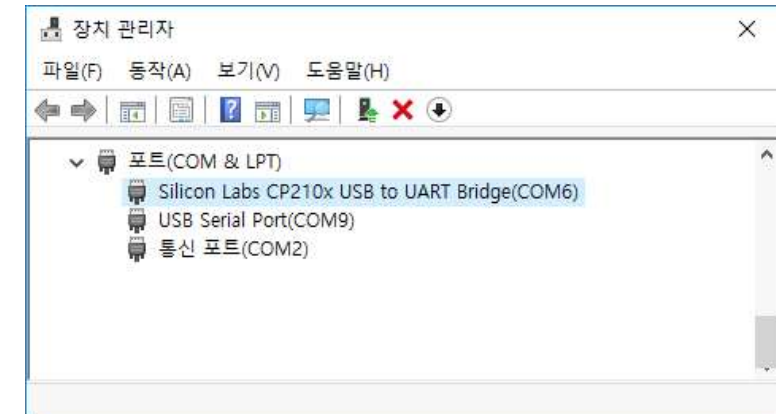 장치 관리자
파일(F) 동작(A) 보기(V) 도움말(H)
포트(COM & LPT)
Silicon Labs CP210x USB to UART Bridge(COM6)
USB Serial Port(COM9)
통신 포트(COM2)